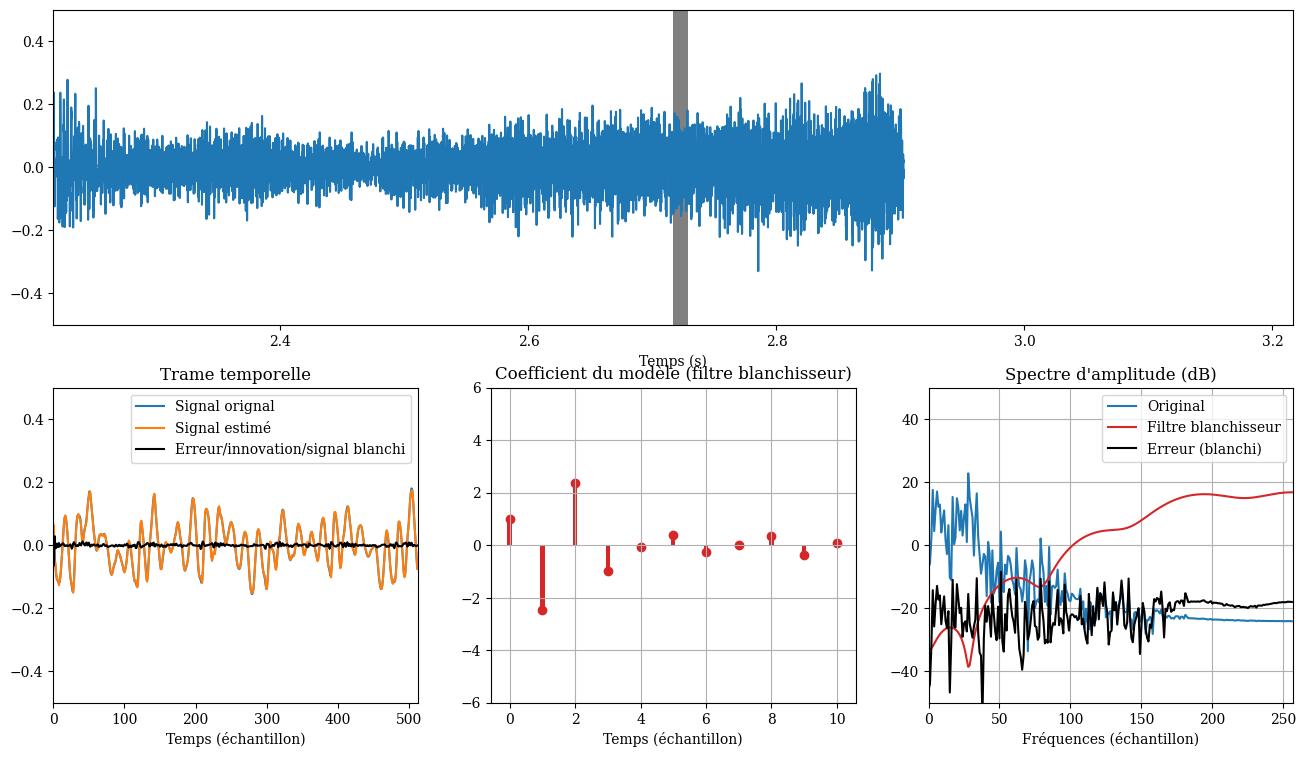 0.4
0.2
0.0
−0.2
−0.4
2.4 2.6 2.8 3.0 3.2
Temps (s)
Trame temporelle
Signal orignal
Signal estimé
Erreur/innovation/signal blanchi
0.4
0.2
0.0
−0.2
−0.4
0 100 200 300 400 500
Temps (échantillon)
Coefficient du modèle (filtre blanchisseur)
6
4
2
0
−2
−4
−6
0 2 4 6 8 10
Temps (échantillon)
Spectre d'amplitude (dB)
Original
Filtre blanchisseur
Erreur (blanchi)
40
20
0
−20
−40
0 50 100 150 200 250
Fréquences (échantillon)